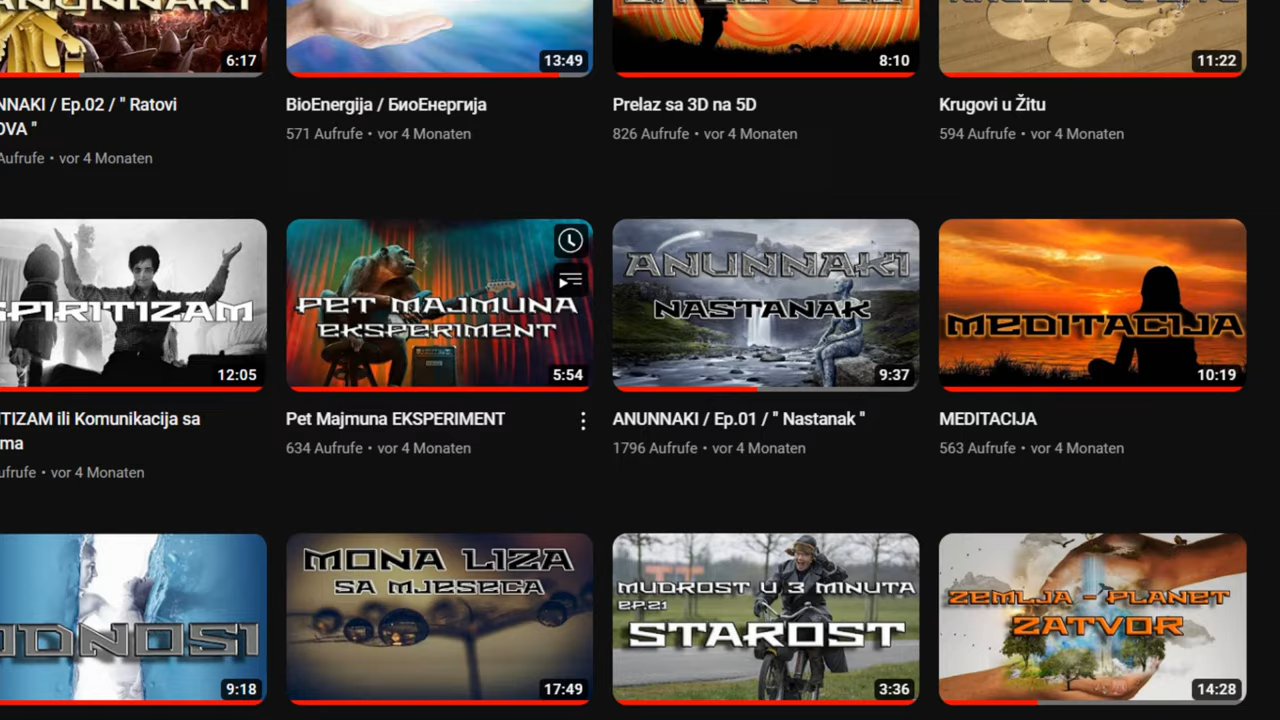 6:17
13:49
8:10
11:22
NNAKI / Ep.02 / " Ratovi
OVA "
BioEnergija / БиоЕнергија
Prelaz sa 3D na 5D
Krugovi u Žitu
Aufrufe • vor 4 Monaten
571 Aufrufe • vor 4 Monaten
826 Aufrufe • vor 4 Monaten
594 Aufrufe • vor 4 Monaten
SPIRITIZAM
12:05
PET MAJMUNA
EKSPERIMENT
5:54
ANUNNAKI
NASTANAK
9:37
MEDITACIJA
10:19
TIZAM ili Komunikacija sa
ma
Pet Majmuna EKSPERIMENT
ANUNNAKI / Ep.01 / " Nastanak "
MEDITACIJA
ufrufe • vor 4 Monaten
634 Aufrufe • vor 4 Monaten
1796 Aufrufe • vor 4 Monaten
563 Aufrufe • vor 4 Monaten
ODNOSI
9:18
MONA LIZA
SA MJESECA
17:49
MUDROST U 3 MINUTA
EP.21
STAROST
3:36
ZEMLJA - PLANET
ZATVOR
14:28